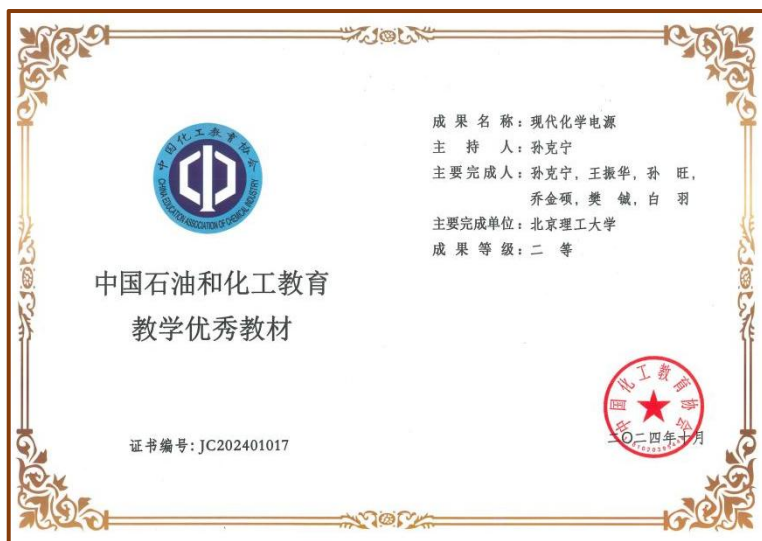 中国化工教育协会
CHINA EDUCATION ASSOCIATION OF CHEMICAL INDUSTRY
中国石油和化工教育
教学优秀教材
证书编号：JC202401017
成果名称：现代化学电源
主持人：孙克宁
主要完成人：孙克宁，王振华，孙旺，
乔金硕，樊铖，白羽
主要完成单位：北京理工大学
成果等级：二等
中国化工教育协会
二〇二四年十月